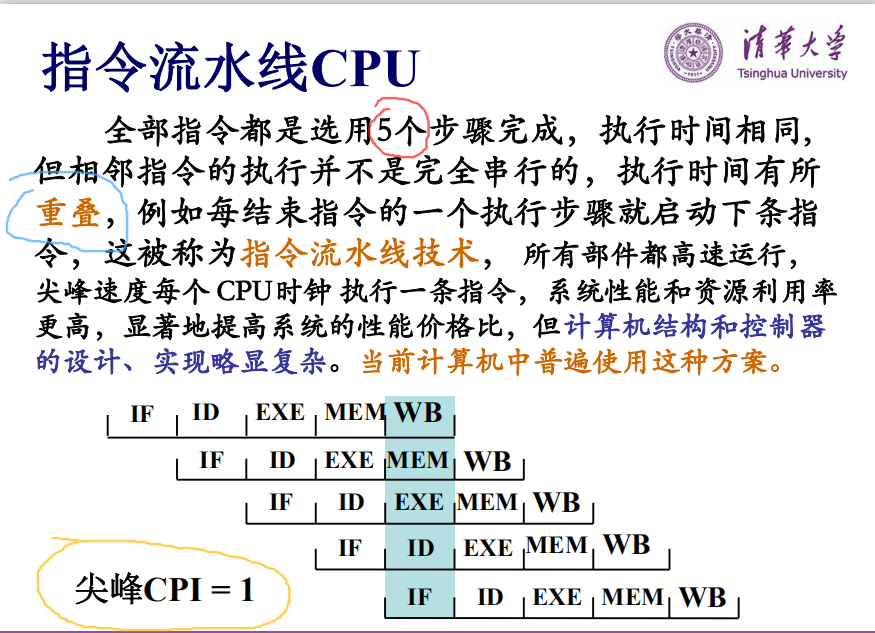 指令流水线CPU
清华大学
Tsinghua University
全部指令都是选用5个步骤完成，执行时间相同，
但相邻指令的执行并不是完全串行的，执行时间有所
重叠，例如每结束指令的一个执行步骤就启动下条指
令，这被称为指令流水线技术， 所有部件都高速运行，
尖峰速度每个CPU时钟 执行一条指令，系统性能和资源利用率
更高，显著地提高系统的性能价格比，但计算机结构和控制器
的设计、实现略显复杂。当前计算机中普遍使用这种方案。
IF ID EXE MEM WB
IF ID EXE MEM WB
IF ID EXE MEM WB
IF ID EXE MEM WB
IF ID EXE MEM WB
尖峰CPI = 1